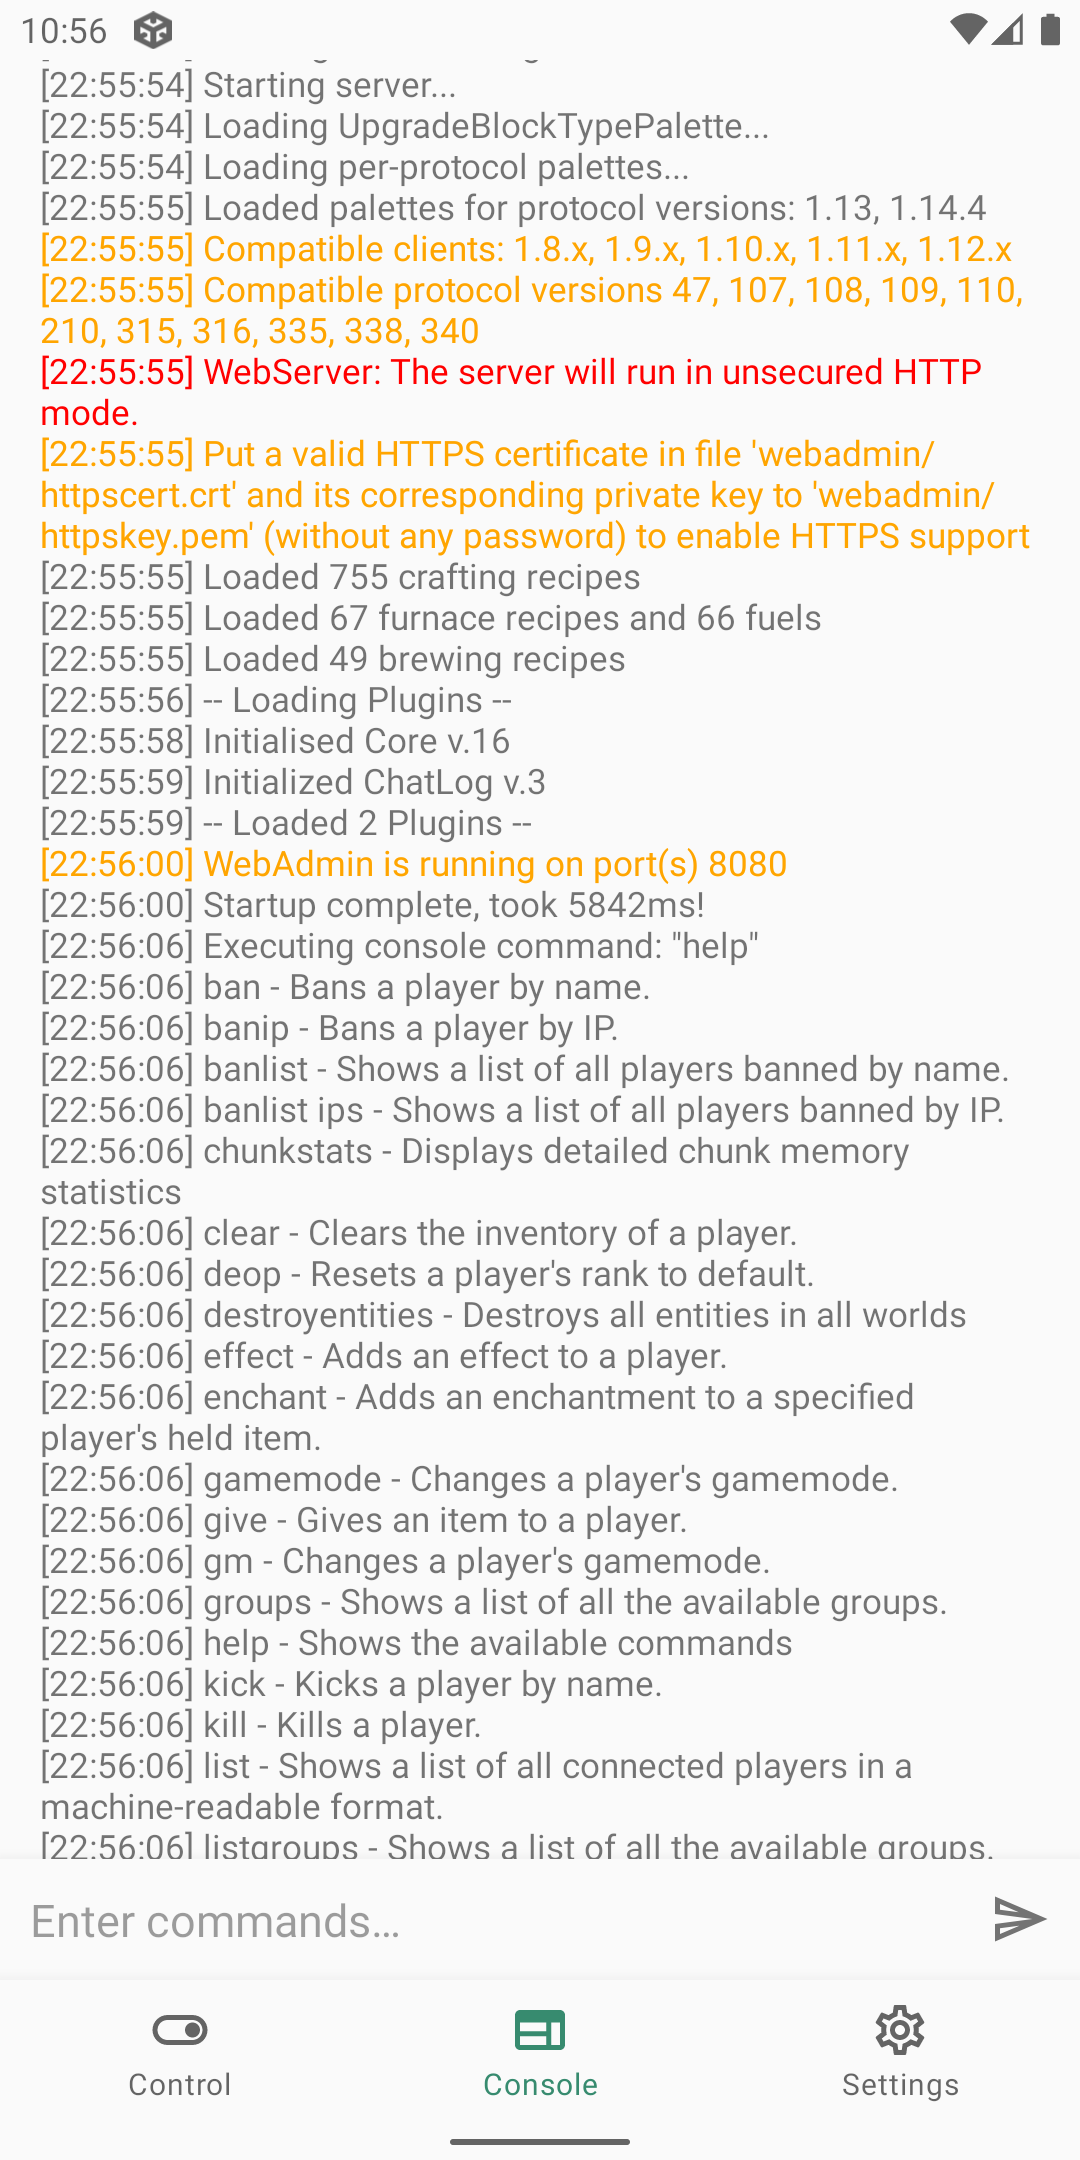 10:56
[22:55:54] Starting server...
[22:55:54] Loading UpgradeBlockTypePalette...
[22:55:54] Loading per-protocol palettes...
[22:55:55] Loaded palettes for protocol versions: 1.13, 1.14.4
[22:55:55] Compatible clients: 1.8.x, 1.9.x, 1.10.x, 1.11.x, 1.12.x
[22:55:55] Compatible protocol versions 47, 107, 108, 109, 110,
210, 315, 316, 335, 338, 340
[22:55:55] WebServer: The server will run in unsecured HTTP
mode.
[22:55:55] Put a valid HTTPS certificate in file 'webadmin/
httpscert.crt' and its corresponding private key to 'webadmin/
httpskey.pem' (without any password) to enable HTTPS support
[22:55:55] Loaded 755 crafting recipes
[22:55:55] Loaded 67 furnace recipes and 66 fuels
[22:55:55] Loaded 49 brewing recipes
[22:55:56] -- Loading Plugins --
[22:55:58] Initialised Core v.16
[22:55:59] Initialized ChatLog v.3
[22:55:59] -- Loaded 2 Plugins --
[22:56:00] WebAdmin is running on port(s) 8080
[22:56:00] Startup complete, took 5842ms!
[22:56:06] Executing console command: "help"
[22:56:06] ban - Bans a player by name.
[22:56:06] banip - Bans a player by IP.
[22:56:06] banlist - Shows a list of all players banned by name.
[22:56:06] banlist ips - Shows a list of all players banned by IP.
[22:56:06] chunkstats - Displays detailed chunk memory
statistics
[22:56:06] clear - Clears the inventory of a player.
[22:56:06] deop - Resets a player's rank to default.
[22:56:06] destroyentities - Destroys all entities in all worlds
[22:56:06] effect - Adds an effect to a player.
[22:56:06] enchant - Adds an enchantment to a specified
player's held item.
[22:56:06] gamemode - Changes a player's gamemode.
[22:56:06] give - Gives an item to a player.
[22:56:06] gm - Changes a player's gamemode.
[22:56:06] groups - Shows a list of all the available groups.
[22:56:06] help - Shows the available commands
[22:56:06] kick - Kicks a player by name.
[22:56:06] kill - Kills a player.
[22:56:06] list - Shows a list of all connected players in a
machine-readable format.
[22:56:06] listgroups - Shows a list of all the available groups.
Enter commands…
Control
Console
Settings